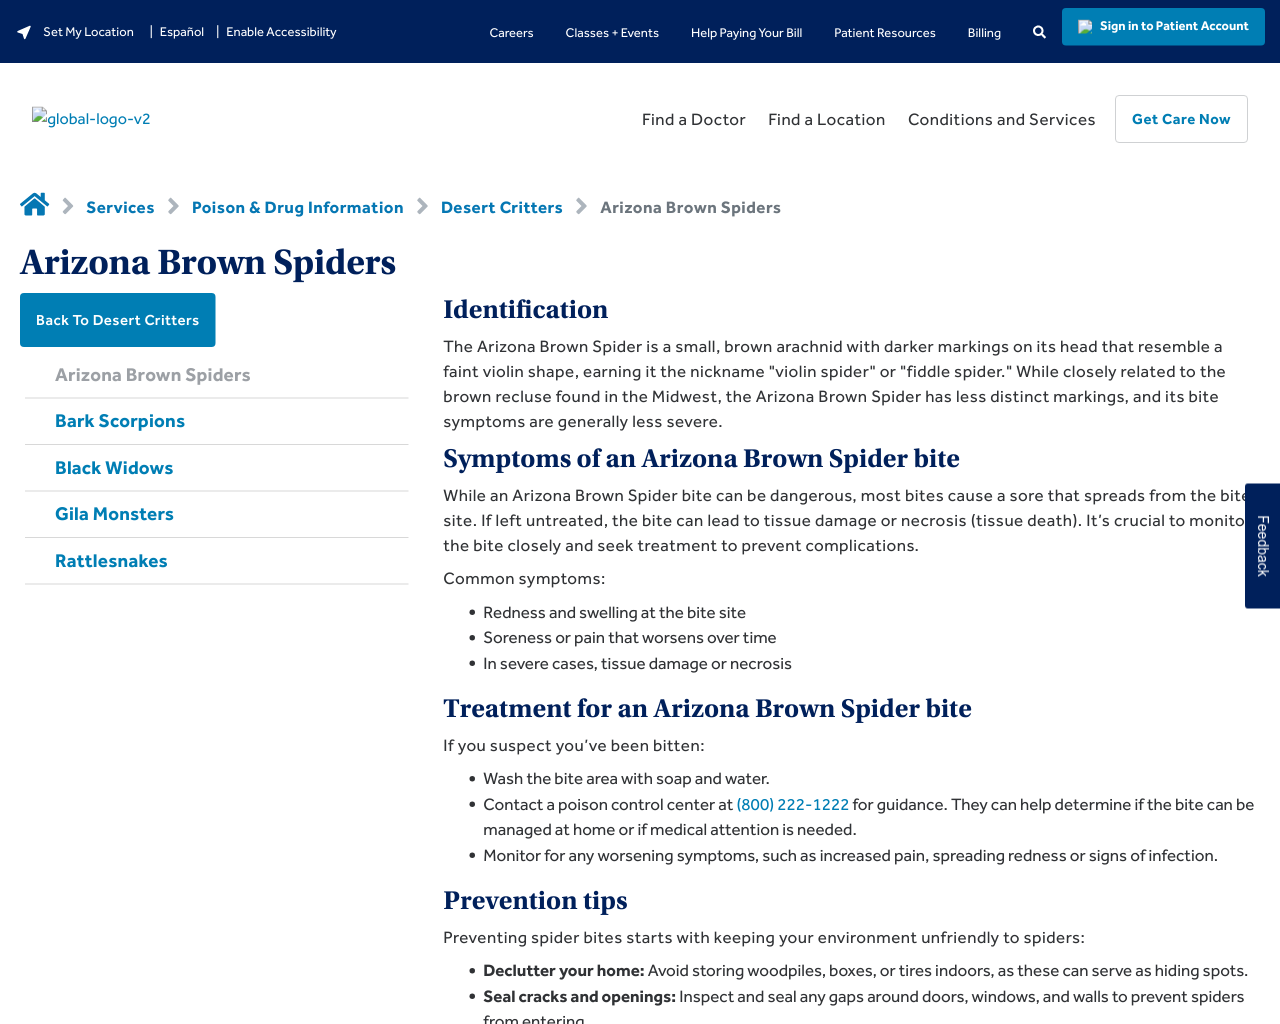 Set My Location | Español | Enable Accessibility
Careers Classes + Events Help Paying Your Bill Patient Resources Billing Sign in to Patient Account
global-logo-v2
Find a Doctor Find a Location Conditions and Services Get Care Now
Services Poison & Drug Information Desert Critters Arizona Brown Spiders
Arizona Brown Spiders
Back To Desert Critters
Arizona Brown Spiders
Bark Scorpions
Black Widows
Gila Monsters
Rattlesnakes
Identification
The Arizona Brown Spider is a small, brown arachnid with darker markings on its head that resemble a
faint violin shape, earning it the nickname "violin spider" or "fiddle spider." While closely related to the
brown recluse found in the Midwest, the Arizona Brown Spider has less distinct markings, and its bite
symptoms are generally less severe.
Symptoms of an Arizona Brown Spider bite
While an Arizona Brown Spider bite can be dangerous, most bites cause a sore that spreads from the bite
site. If left untreated, the bite can lead to tissue damage or necrosis (tissue death). It’s crucial to monito
the bite closely and seek treatment to prevent complications.
Common symptoms:
• Redness and swelling at the bite site
• Soreness or pain that worsens over time
• In severe cases, tissue damage or necrosis
Treatment for an Arizona Brown Spider bite
If you suspect you’ve been bitten:
• Wash the bite area with soap and water.
• Contact a poison control center at (800) 222-1222 for guidance. They can help determine if the bite can be
managed at home or if medical attention is needed.
• Monitor for any worsening symptoms, such as increased pain, spreading redness or signs of infection.
Prevention tips
Preventing spider bites starts with keeping your environment unfriendly to spiders:
• Declutter your home: Avoid storing woodpiles, boxes, or tires indoors, as these can serve as hiding spots.
• Seal cracks and openings: Inspect and seal any gaps around doors, windows, and walls to prevent spiders
from entering.
Feedback